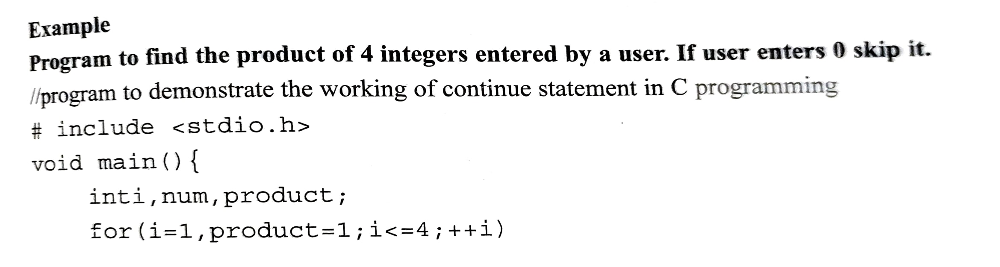 Example
Program to find the product of 4 integers entered by a user. If user enters 0 skip it.
//program to demonstrate the working of continue statement in C programming
# include <stdio.h>
void main(){
inti,num,product;
for(i=1,product=1;i<=4;++i)